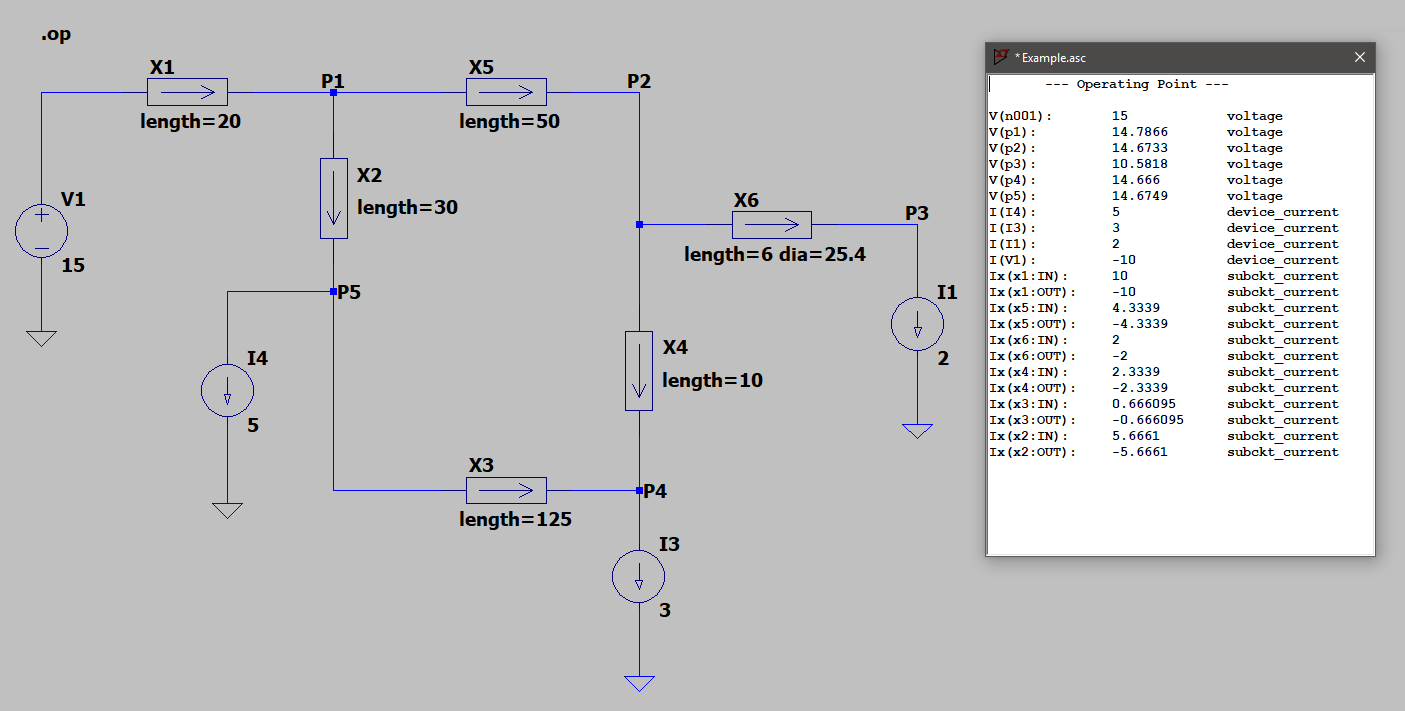 .op
X1
length=20
P1
X5
length=50
P2
X2
length=30
V1
15
X6
length=6 dia=25.4
P3
P5
I1
2
I4
5
X4
length=10
X3
length=125
P4
I3
3
* Example.asc
--- Operating Point ---
V(n001): 15 voltage
V(p1): 14.7866 voltage
V(p2): 14.6733 voltage
V(p3): 10.5818 voltage
V(p4): 14.666 voltage
V(p5): 14.6749 voltage
I(I4): 5 device_current
I(I3): 3 device_current
I(I1): 2 device_current
I(V1): -10 device_current
Ix(x1:IN): 10 subckt_current
Ix(x1:OUT): -10 subckt_current
Ix(x5:IN): 4.3339 subckt_current
Ix(x5:OUT): -4.3339 subckt_current
Ix(x6:IN): 2 subckt_current
Ix(x6:OUT): -2 subckt_current
Ix(x4:IN): 2.3339 subckt_current
Ix(x4:OUT): -2.3339 subckt_current
Ix(x3:IN): 0.666095 subckt_current
Ix(x3:OUT): -0.666095 subckt_current
Ix(x2:IN): 5.6661 subckt_current
Ix(x2:OUT): -5.6661 subckt_current